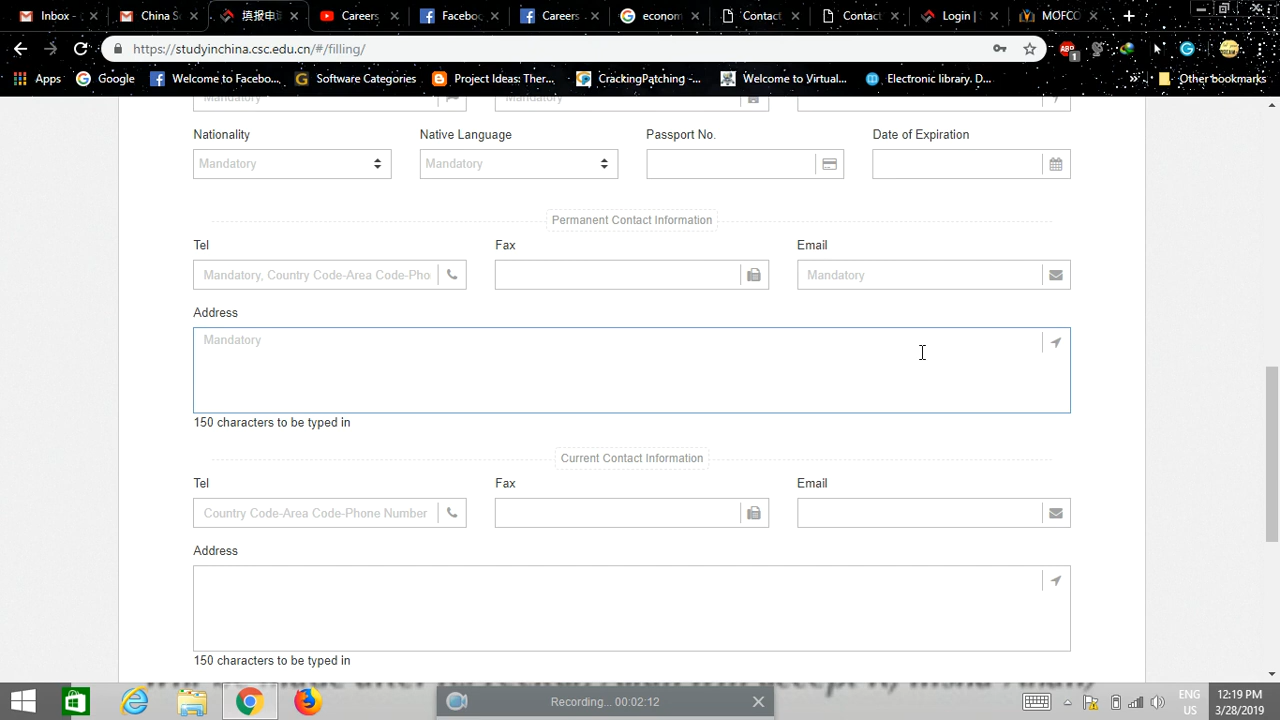 Inbox - China S 填报申 Careers Faceboo Careers econom Contact Contact Login | MOFCO
https://studyinchina.csc.edu.cn/#/filling/
Apps Google Welcome to Facebo... Software Categories Project Ideas: Ther... CrackingPatching -... Welcome to Virtual... Electronic library. D... » Other bookmarks
Mandatory Mandatory
Nationality Native Language Passport No. Date of Expiration
Mandatory Mandatory
Permanent Contact Information
Tel Fax Email
Mandatory, Country Code-Area Code-Pho Mandatory
Address
Mandatory
150 characters to be typed in
Current Contact Information
Tel Fax Email
Country Code-Area Code-Phone Number
Address
150 characters to be typed in
Recording... 00:02:12
ENG 12:19 PM
US 3/28/2019